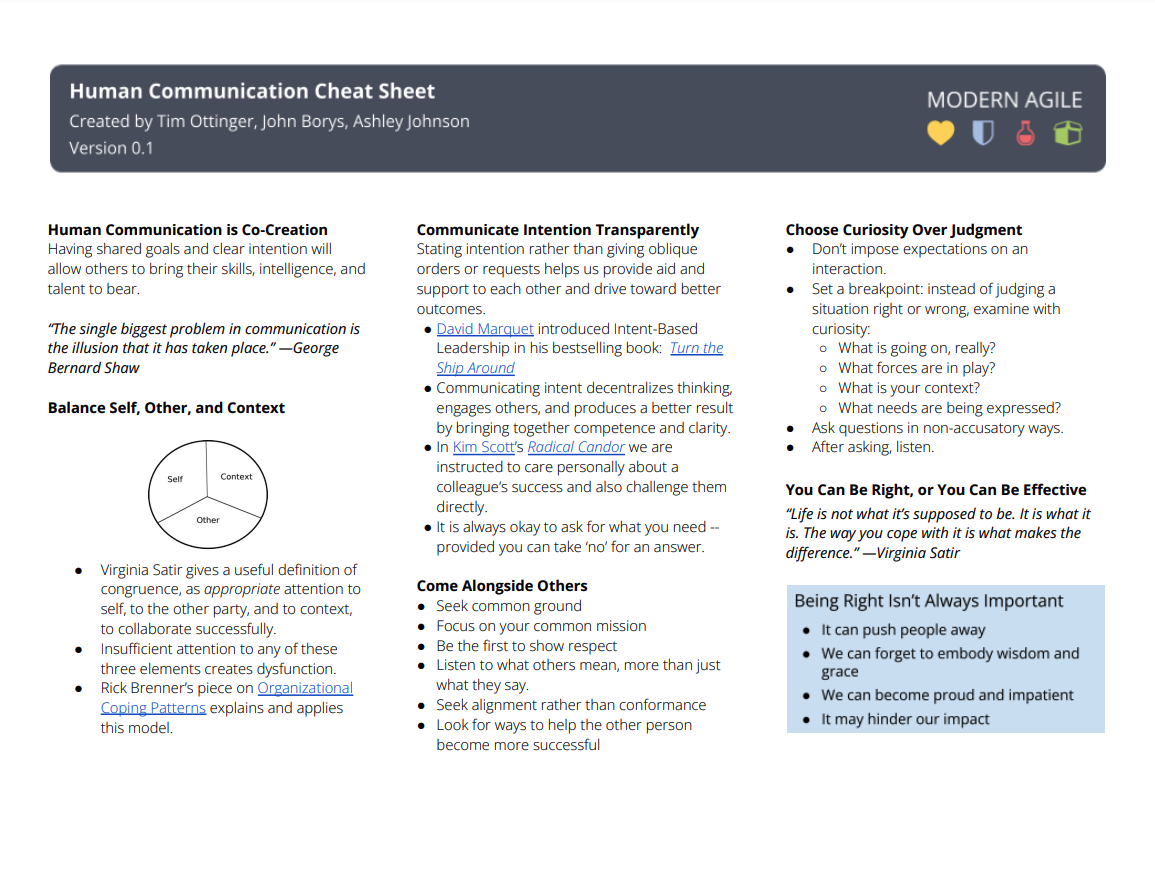 Human Communication Cheat Sheet
Created by Tim Ottinger, John Borys, Ashley Johnson
Version 0.1
MODERN AGILE
Human Communication is Co-Creation
Having shared goals and clear intention will
allow others to bring their skills, intelligence, and
talent to bear.
“The single biggest problem in communication is
the illusion that it has taken place.” —George
Bernard Shaw
Balance Self, Other, and Context
Self
Context
Other
● Virginia Satir gives a useful definition of
congruence, as appropriate attention to
self, to the other party, and to context,
to collaborate successfully.
● Insufficient attention to any of these
three elements creates dysfunction.
● Rick Brenner’s piece on Organizational
Coping Patterns explains and applies
this model.
Communicate Intention Transparently
Stating intention rather than giving oblique
orders or requests helps us provide aid and
support to each other and drive toward better
outcomes.
● David Marquet introduced Intent-Based
Leadership in his bestselling book: Turn the
Ship Around
● Communicating intent decentralizes thinking,
engages others, and produces a better result
by bringing together competence and clarity.
● In Kim Scott’s Radical Candor we are
instructed to care personally about a
colleague’s success and also challenge them
directly.
● It is always okay to ask for what you need --
provided you can take ‘no’ for an answer.
Come Alongside Others
● Seek common ground
● Focus on your common mission
● Be the first to show respect
● Listen to what others mean, more than just
what they say.
● Seek alignment rather than conformance
● Look for ways to help the other person
become more successful
Choose Curiosity Over Judgment
● Don’t impose expectations on an
interaction.
● Set a breakpoint: instead of judging a
situation right or wrong, examine with
curiosity:
○ What is going on, really?
○ What forces are in play?
○ What is your context?
○ What needs are being expressed?
● Ask questions in non-accusatory ways.
● After asking, listen.
You Can Be Right, or You Can Be Effective
“Life is not what it’s supposed to be. It is what it
is. The way you cope with it is what makes the
difference.” —Virginia Satir
Being Right Isn’t Always Important
● It can push people away
● We can forget to embody wisdom and
grace
● We can become proud and impatient
● It may hinder our impact